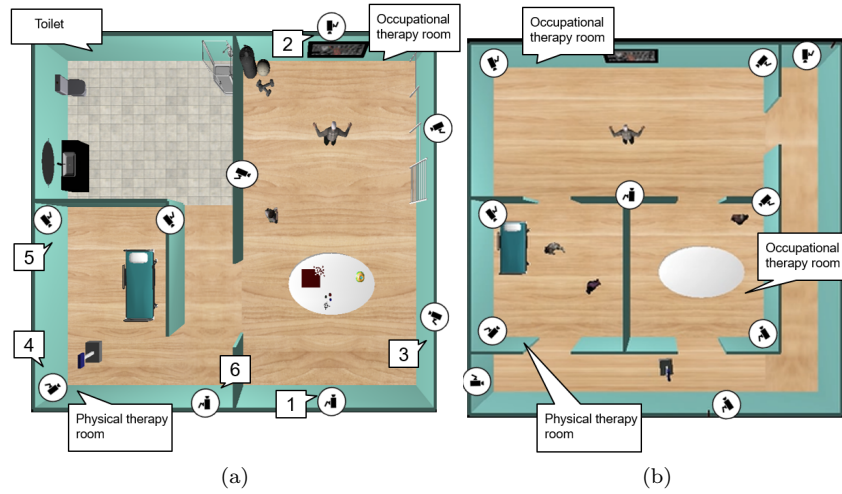 Toilet
2
Occupational
therapy room
5
4
6
3
1
Physical therapy
room
(a)
Occupational
therapy room
Occupational
therapy room
Physical therapy
room
(b)